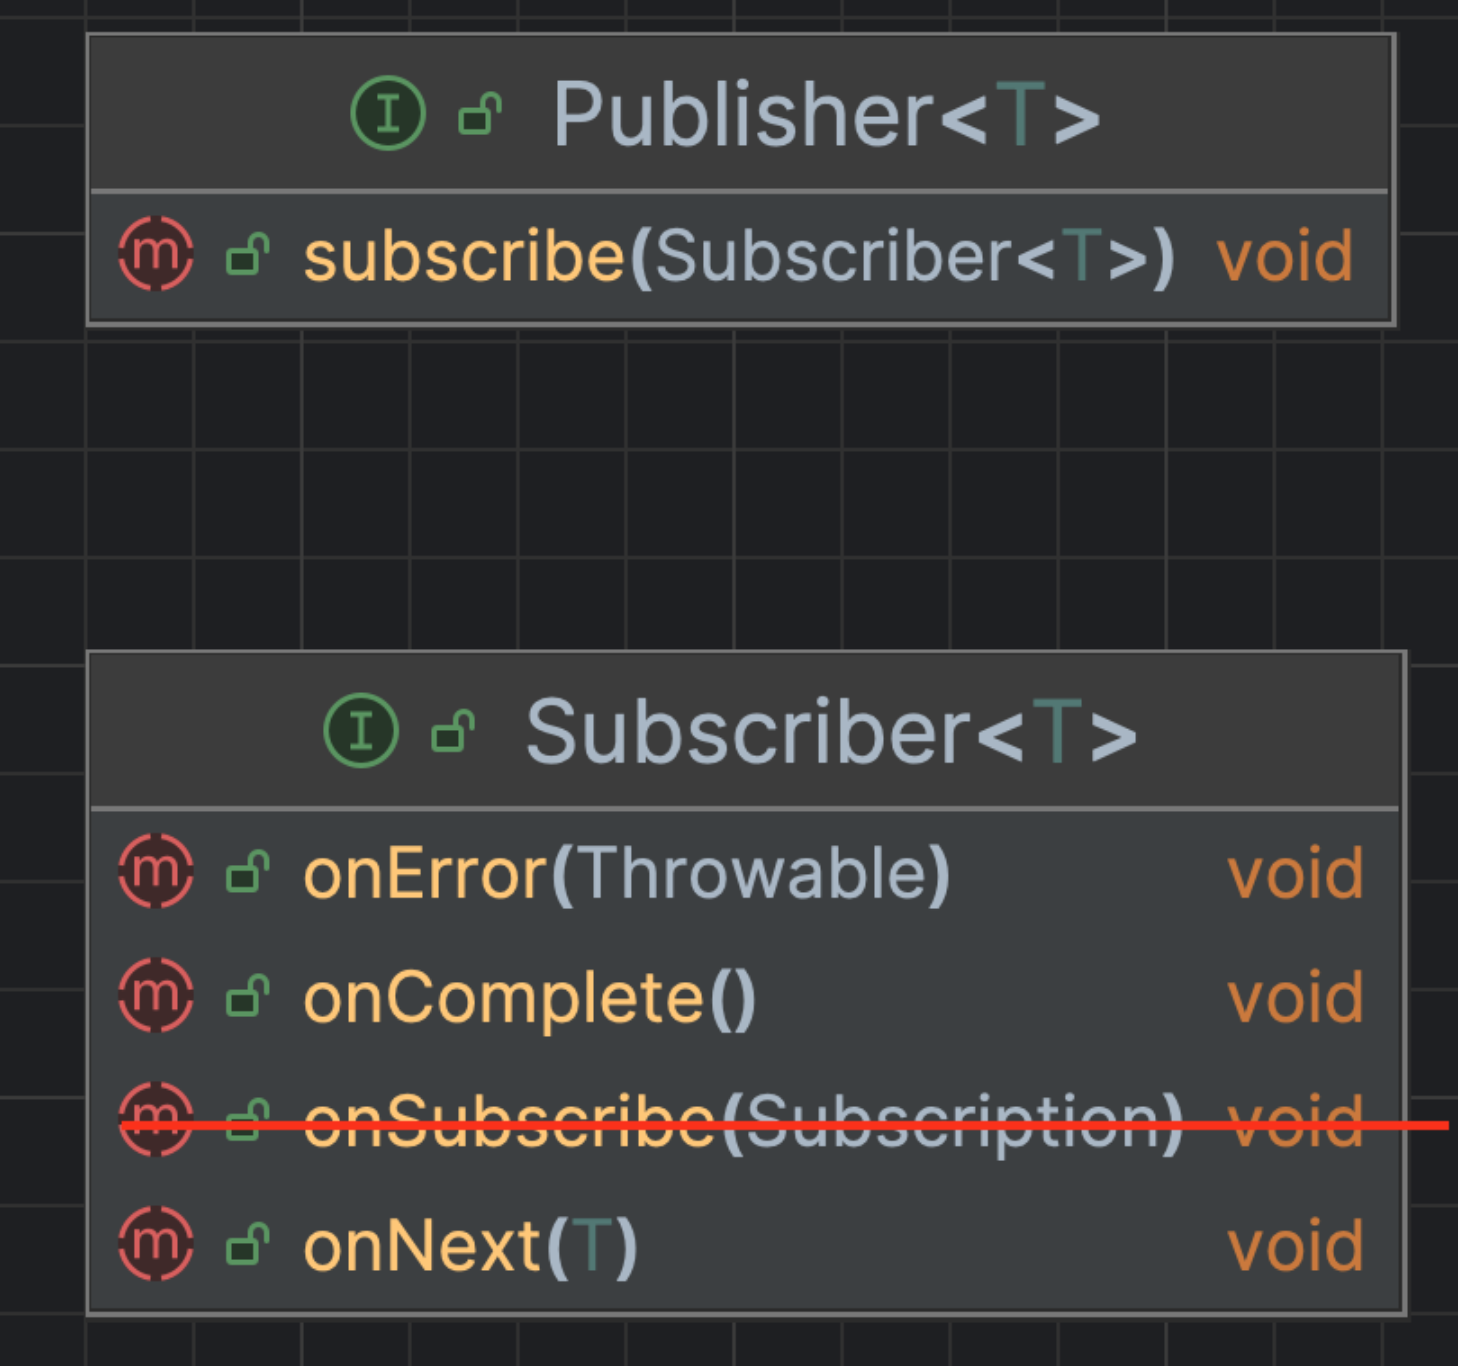 I Publisher<T>
m subscribe(Subscriber<T>) void
I Subscriber<T>
m onError(Throwable) void
m onComplete() void
m onSubscribe(Subscription) void
m onNext(T) void